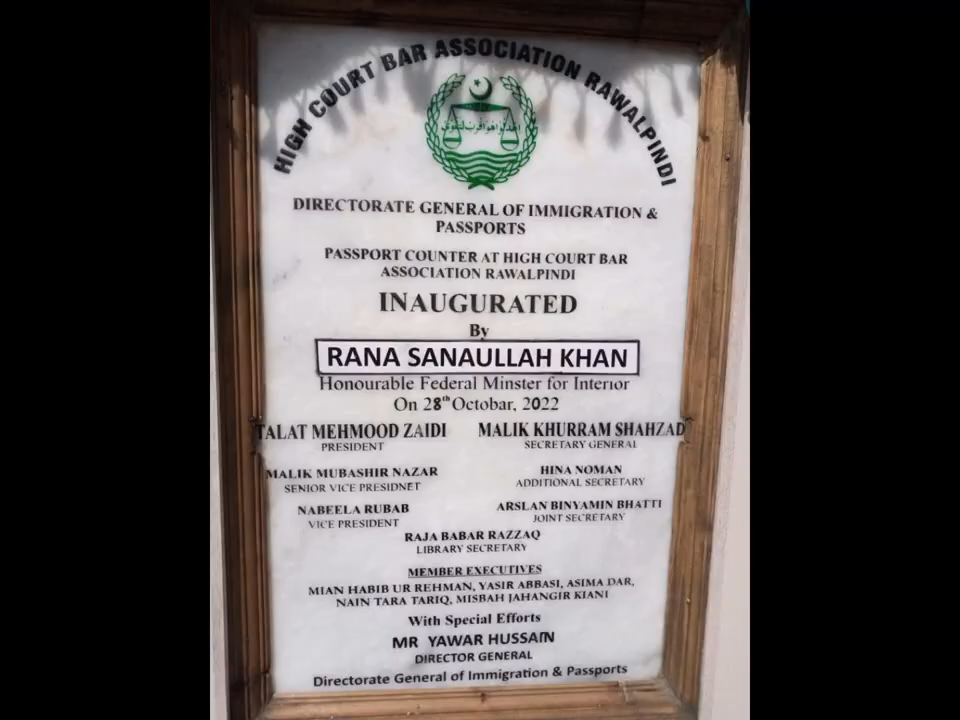 HIGH COURT BAR ASSOCIATION RAWALPINDI
DIRECTORATE GENERAL OF IMMIGRATION &
PASSPORTS
PASSPORT COUNTER AT HIGH COURT BAR
ASSOCIATION RAWALPINDI
INAUGURATED
By
RANA SANAULLAH KHAN
Honourable Federal Minster for Interior
On 28th Octobar, 2022
TALAT MEHMOOD ZAIDI MALIK KHURRAM SHAHZAD
PRESIDENT SECRETARY GENERAL
MALIK MUBASHIR NAZAR HINA NOMAN
SENIOR VICE PRESIDNET ADDITIONAL SECRETARY
NABEELA RUBAB ARSLAN BINYAMIN BHATTI
VICE PRESIDENT JOINT SECRETARY
RAJA BABAR RAZZAQ
LIBRARY SECRETARY
MEMBER EXECUTIVES
MIAN HABIB UR REHMAN, YASIR ABBASI, ASIMA DAR,
NAIN TARA TARIQ, MISBAH JAHANGIR KIANI
With Special Efforts
MR YAWAR HUSSAIN
DIRECTOR GENERAL
Directorate General of Immigration & Passports